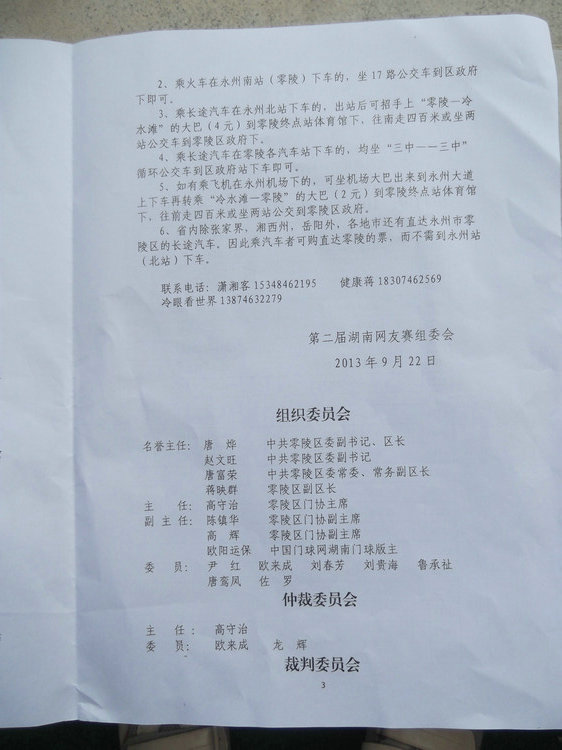 2、乘火车在永州南站（零陵）下车的，坐17路公交车到区政府
下即可。
3、乘长途汽车在永州北站下车的，出站后可招手上“零陵—冷
水滩”的大巴（4元）到零陵终点站体育馆下，往南走四百米或坐两
站公交车到零陵区政府下。
4、乘长途汽车在零陵各汽车站下车的，均坐“三中——三中”
循环公交车到区政府站下车即可。
5、如有乘飞机在永州机场下的，可坐机场大巴出来到永州大道
上下车再转乘“冷水滩—零陵”的大巴（2元）到零陵终点站体育馆
下，往前走四百米或坐两站公交到零陵区政府。
6、省内除张家界，湘西州，岳阳外，各地市还有直达永州市零
陵区的长途汽车。因此乘汽车者可购直达零陵的票，而不需到永州站
（北站）下车。
联系电话：潇湘客 15348462195 健康蒋 18307462569
冷眼看世界 13874632279
第二届湖南网友赛组委会
2013年9月22日
组织委员会
名誉主任：唐 烨 中共零陵区委副书记、区长
赵文旺 中共零陵区委副书记
唐富荣 中共零陵区委常委、常务副区长
蒋映群 零陵区副区长
主 任：高守治 零陵区门协主席
副主任：陈镇华 零陵区门协副主席
高 辉 零陵区门协副主席
欧阳运保 中国门球网湖南门球版主
委 员：尹 红 欧来成 刘春芳 刘贵海 鲁承社
唐鸾凤 佐 罗
仲裁委员会
主 任：高守治
委 员：欧来成 龙 辉
裁判委员会
3